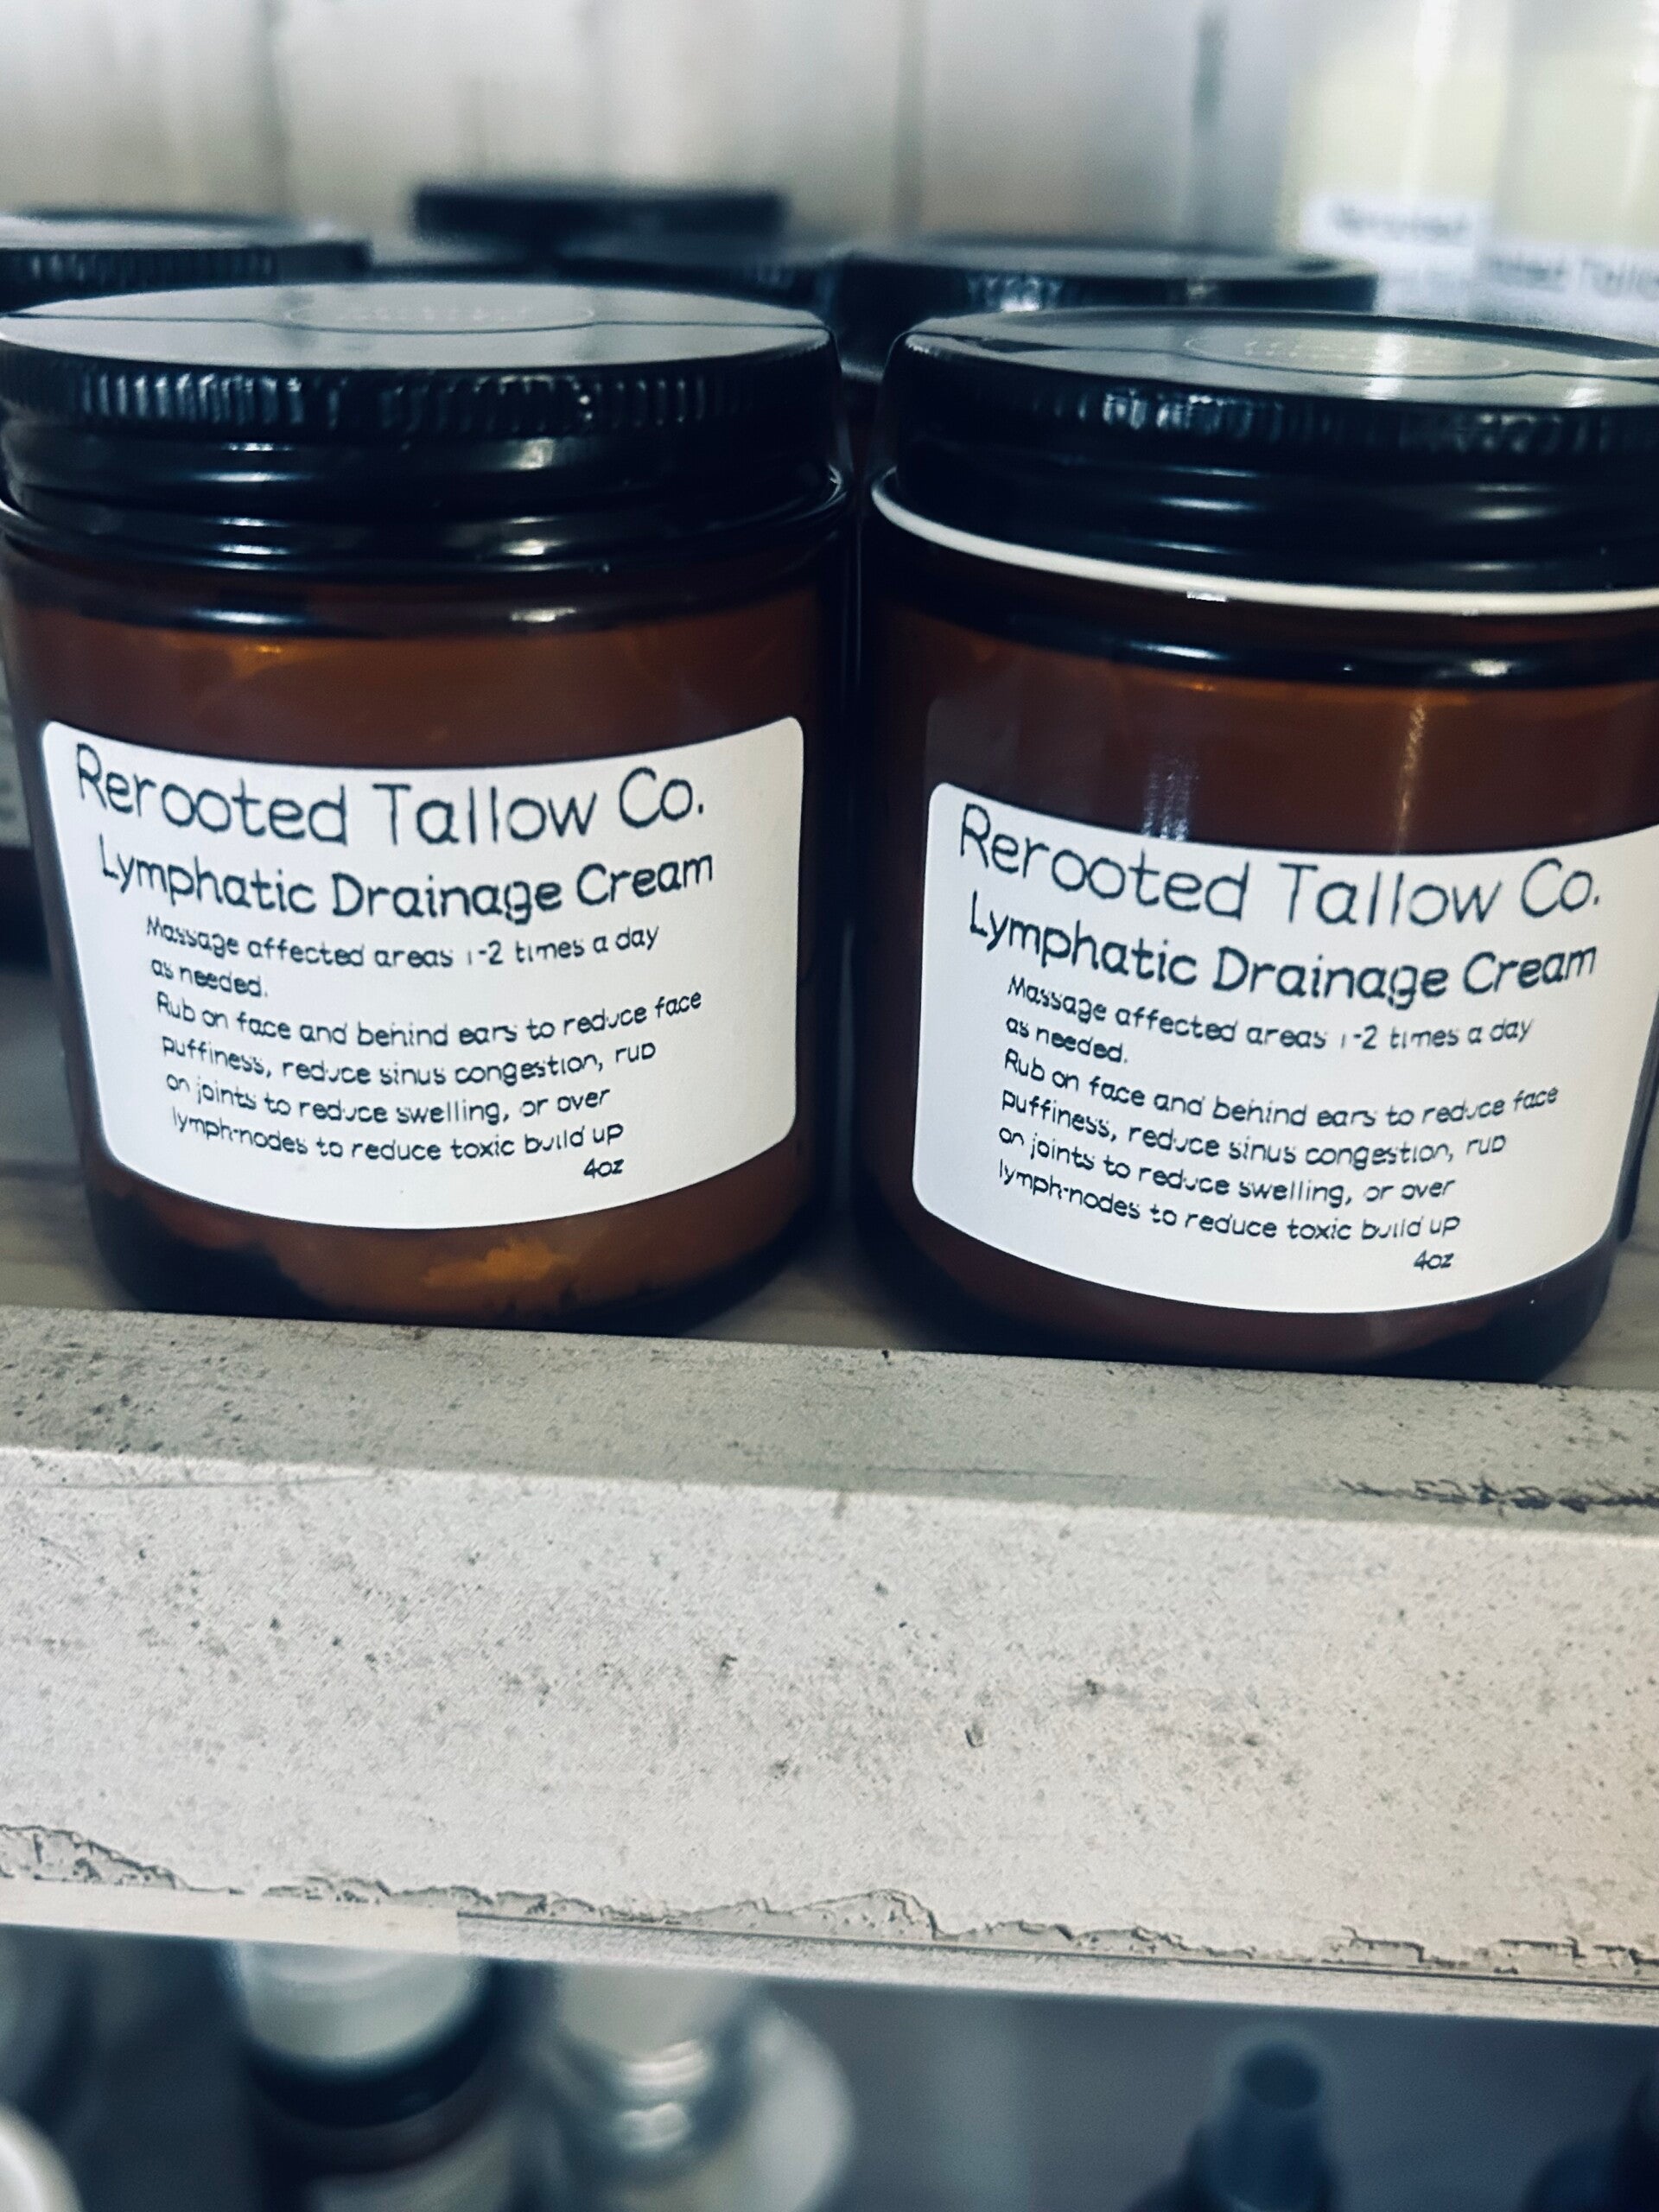 Rerooted Tallow Co.
Lymphatic Drainage Cream
Massage affected areas 1-2 times a day
as needed.
Rub on face and behind ears to reduce face
puffiness, reduce sinus congestion, rub
on joints to reduce swelling, or over
lymph-nodes to reduce toxic build up
4oz
Rerooted Tallow Co.
Lymphatic Drainage Cream
Massage affected areas 1-2 times a day
as needed.
Rub on face and behind ears to reduce face
puffiness, reduce sinus congestion, rub
on joints to reduce swelling, or over
lymph-nodes to reduce toxic build up
4oz